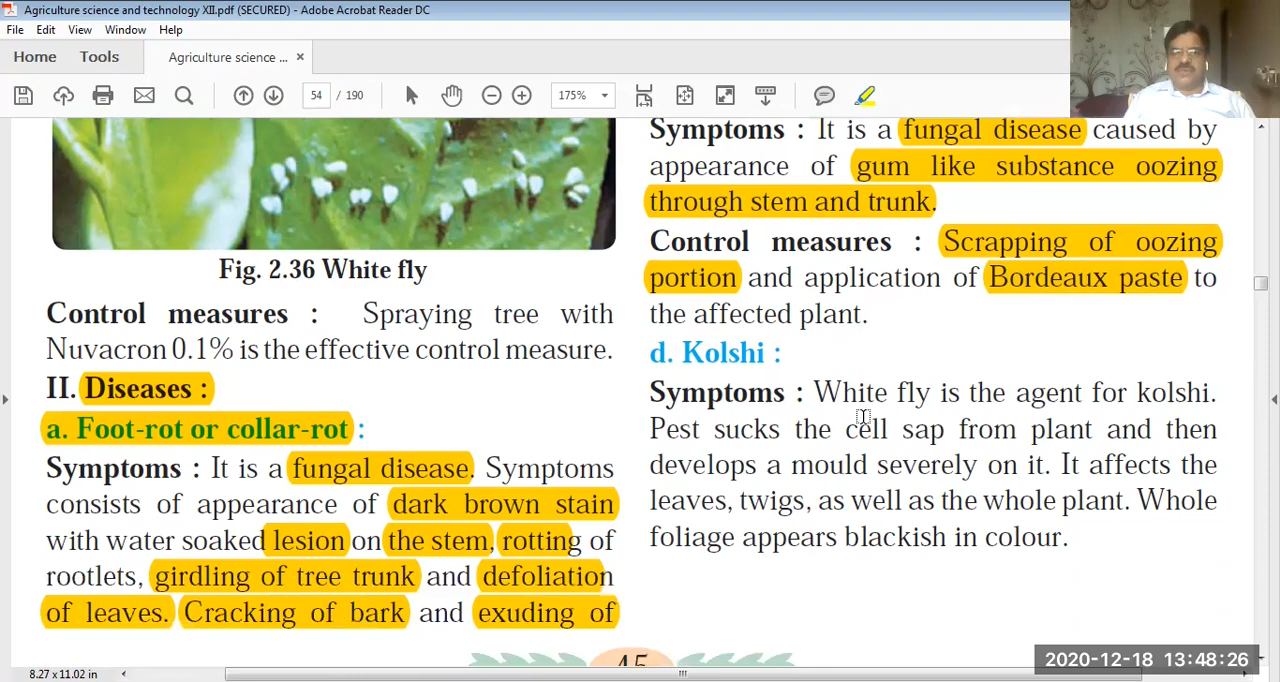 Agriculture science and technology XII.pdf (SECURED) - Adobe Acrobat Reader DC
File Edit View Window Help
Home Tools Agriculture science ... ×
54 / 190 175%
Fig. 2.36 White fly
Control measures : Spraying tree with
Nuvacron 0.1% is the effective control measure.
II. Diseases :
a. Foot-rot or collar-rot :
Symptoms : It is a fungal disease. Symptoms
consists of appearance of dark brown stain
with water soaked lesion on the stem, rotting of
rootlets, girdling of tree trunk and defoliation
of leaves. Cracking of bark and exuding of
Symptoms : It is a fungal disease caused by
appearance of gum like substance oozing
through stem and trunk.
Control measures : Scrapping of oozing
portion and application of Bordeaux paste to
the affected plant.
d. Kolshi :
Symptoms : White fly is the agent for kolshi.
Pest sucks the cell sap from plant and then
develops a mould severely on it. It affects the
leaves, twigs, as well as the whole plant. Whole
foliage appears blackish in colour.
45
8.27 x 11.02 in
2020-12-18 13:48:26